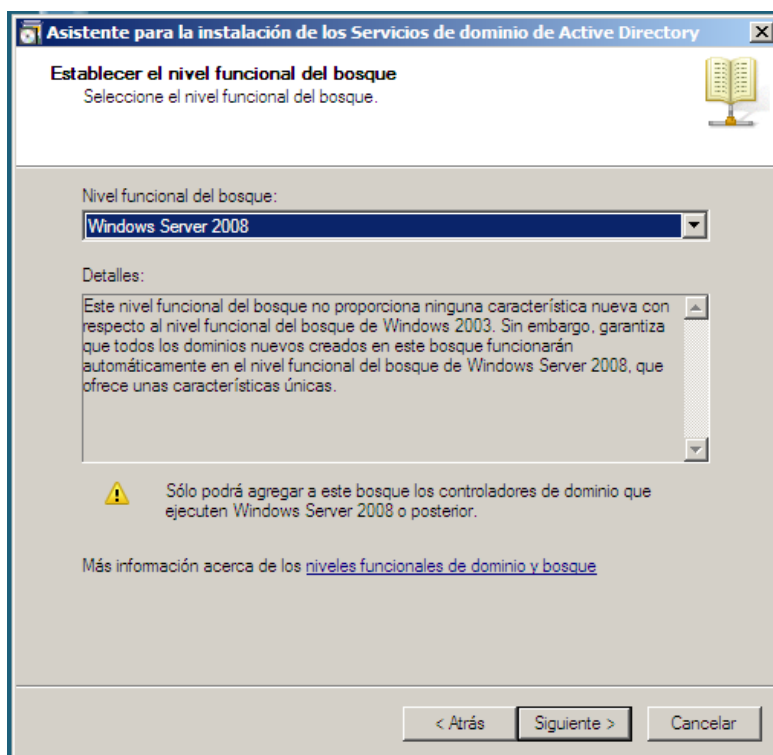 Asistente para la instalación de los Servicios de dominio de Active Directory
Establecer el nivel funcional del bosque
Seleccione el nivel funcional del bosque.
Nivel funcional del bosque:
Windows Server 2008
Detalles:
Este nivel funcional del bosque no proporciona ninguna característica nueva con
respecto al nivel funcional del bosque de Windows 2003. Sin embargo, garantiza
que todos los dominios nuevos creados en este bosque funcionarán
automáticamente en el nivel funcional del bosque de Windows Server 2008, que
ofrece unas características únicas.
Sólo podrá agregar a este bosque los controladores de dominio que
ejecuten Windows Server 2008 o posterior.
Más información acerca de los niveles funcionales de dominio y bosque
< Atrás
Siguiente >
Cancelar